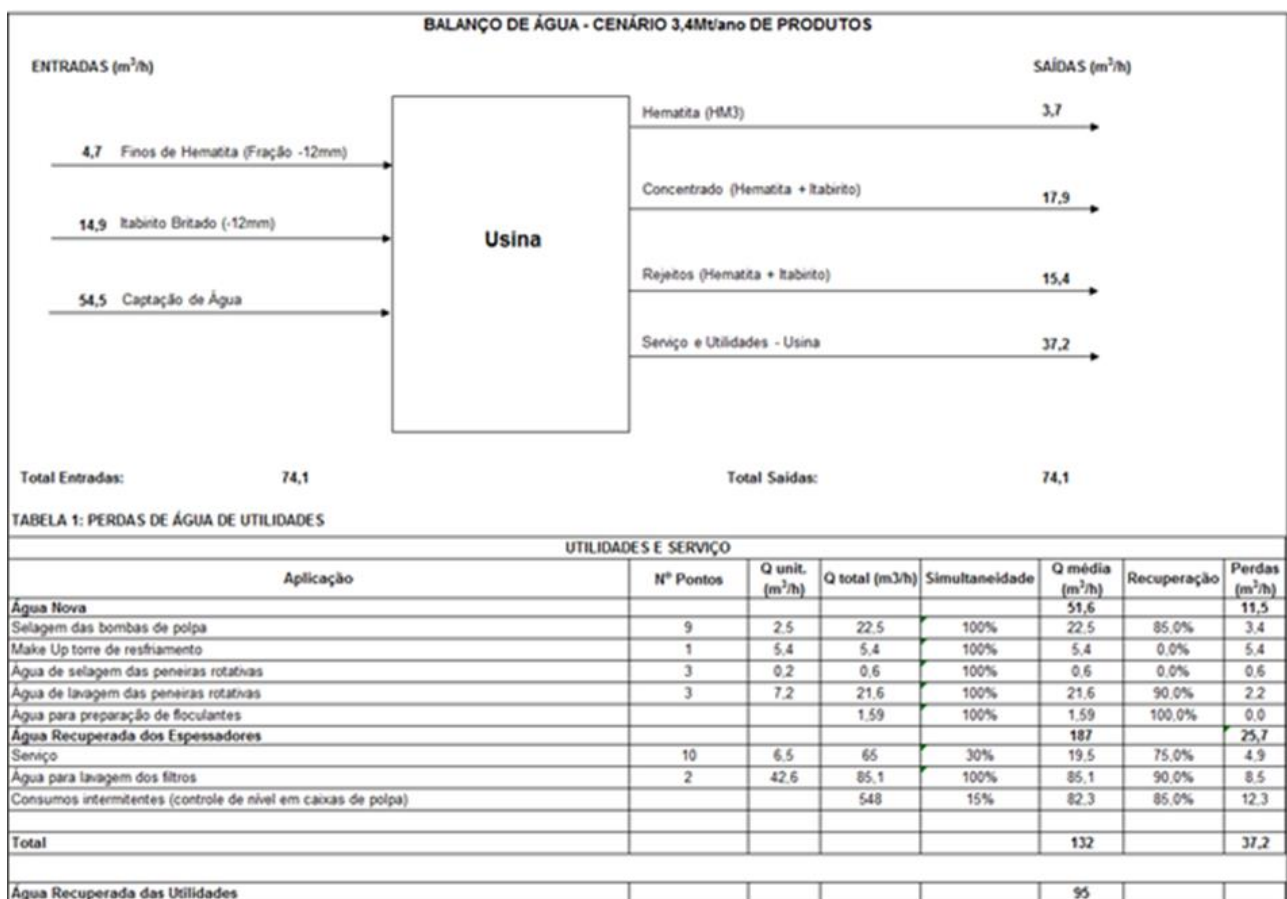 BALANÇO DE ÁGUA - CENÁRIO 3,4Mt/ano DE PRODUTOS
ENTRADAS (m³/h) SAÍDAS (m³/h)
Hematita (HM3) 3,7
4,7 Finos de Hematita (Fração -12mm)
Concentrado (Hematita + Itabirito) 17,9
14,9 Itabirito Britado (-12mm)
Usina
Rejeitos (Hematita + Itabirito) 15,4
54,5 Captação de Água
Serviço e Utilidades - Usina 37,2
Total Entradas: 74,1 Total Saídas: 74,1
TABELA 1: PERDAS DE ÁGUA DE UTILIDADES
UTILIDADES E SERVIÇO
Aplicação Nº Pontos Q unit. (m³/h) Q total (m3/h) Simultaneidade Q média (m³/h) Recuperação Perdas (m³/h)
Água Nova 51,6 11,5
Selagem das bombas de polpa 9 2,5 22,5 100% 22,5 85,0% 3,4
Make Up torre de resfriamento 1 5,4 5,4 100% 5,4 0,0% 5,4
Água de selagem das peneiras rotativas 3 0,2 0,6 100% 0,6 0,0% 0,6
Água de lavagem das peneiras rotativas 3 7,2 21,6 100% 21,6 90,0% 2,2
Água para preparação de floculantes 1,59 100% 1,59 100,0% 0,0
Água Recuperada dos Espessadores 187 25,7
Serviço 10 6,5 65 30% 19,5 75,0% 4,9
Água para lavagem dos filtros 2 42,6 85,1 100% 85,1 90,0% 8,5
Consumos intermitentes (controle de nível em caixas de polpa) 548 15% 82,3 85,0% 12,3
Total 132 37,2
Água Recuperada das Utilidades 95